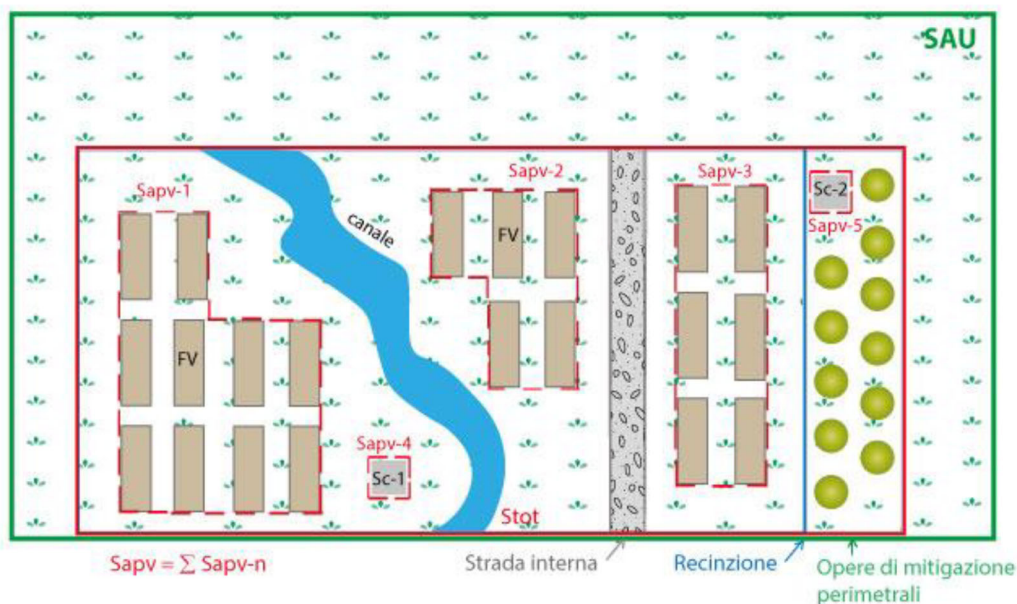 SAU
Sapv-1
Sapv-2
Sapv-3
Sc-2
Sapv-5
canale
FV
FV
Sapv-4
Sc-1
Stot
Sapv = ∑ Sapv-n
Strada interna
Recinzione
Opere di mitigazione
perimetrali